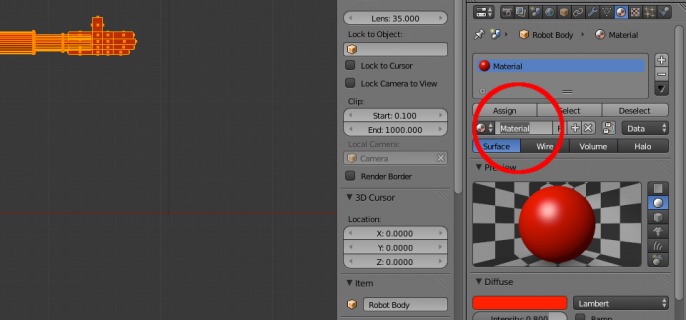 Lens: 35.000
Lock to Object:
Lock to Cursor
Lock Camera to View
Clip:
Start: 0.100
End: 1000.000
Local Camera:
Camera
Render Border
3D Cursor
Location:
X: 0.0000
Y: 0.0000
Z: 0.0000
Item
Robot Body
Robot Body
Material
Material
Assign
Select
Deselect
Material
F
Data
Surface
Wire
Volume
Halo
Preview
Diffuse
Lambert
Intensity: 0.800
Ramp